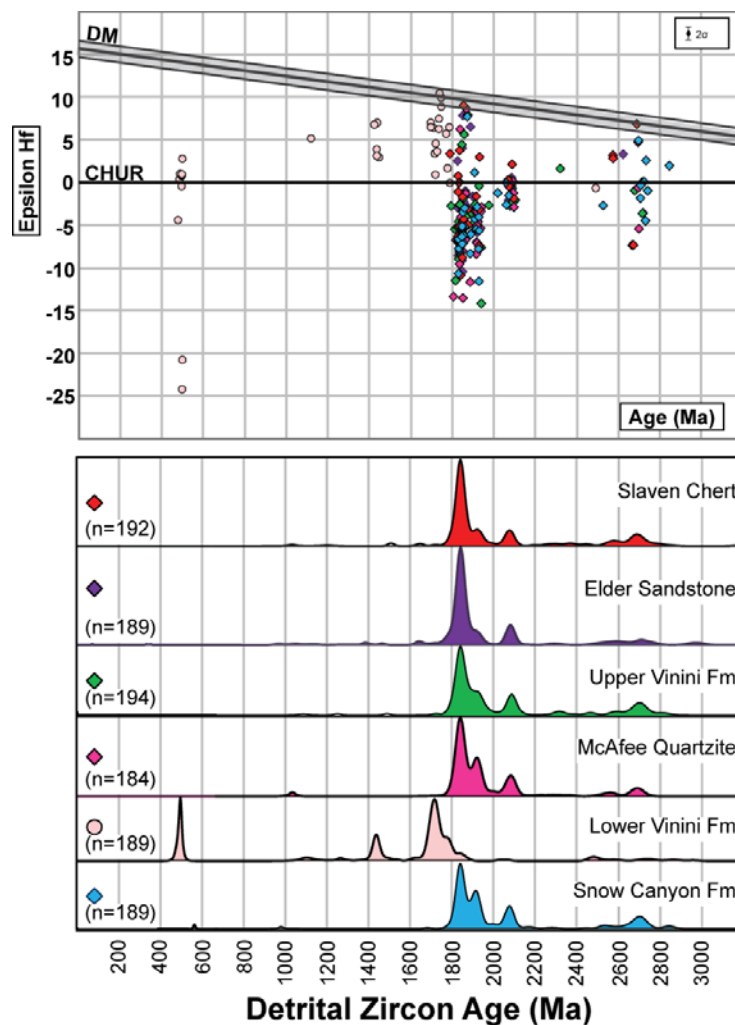 DM
2σ
15
10
5
CHUR
0
-5
-10
-15
-20
-25
Epsilon Hf
Age (Ma)
Slaven Chert
(n=192)
Elder Sandstone
(n=189)
Upper Vinini Fm
(n=194)
McAfee Quartzite
(n=184)
Lower Vinini Fm
(n=189)
Snow Canyon Fm
(n=189)
200 400 600 800 1000 1200 1400 1600 1800 2000 2200 2400 2600 2800 3000
Detrital Zircon Age (Ma)